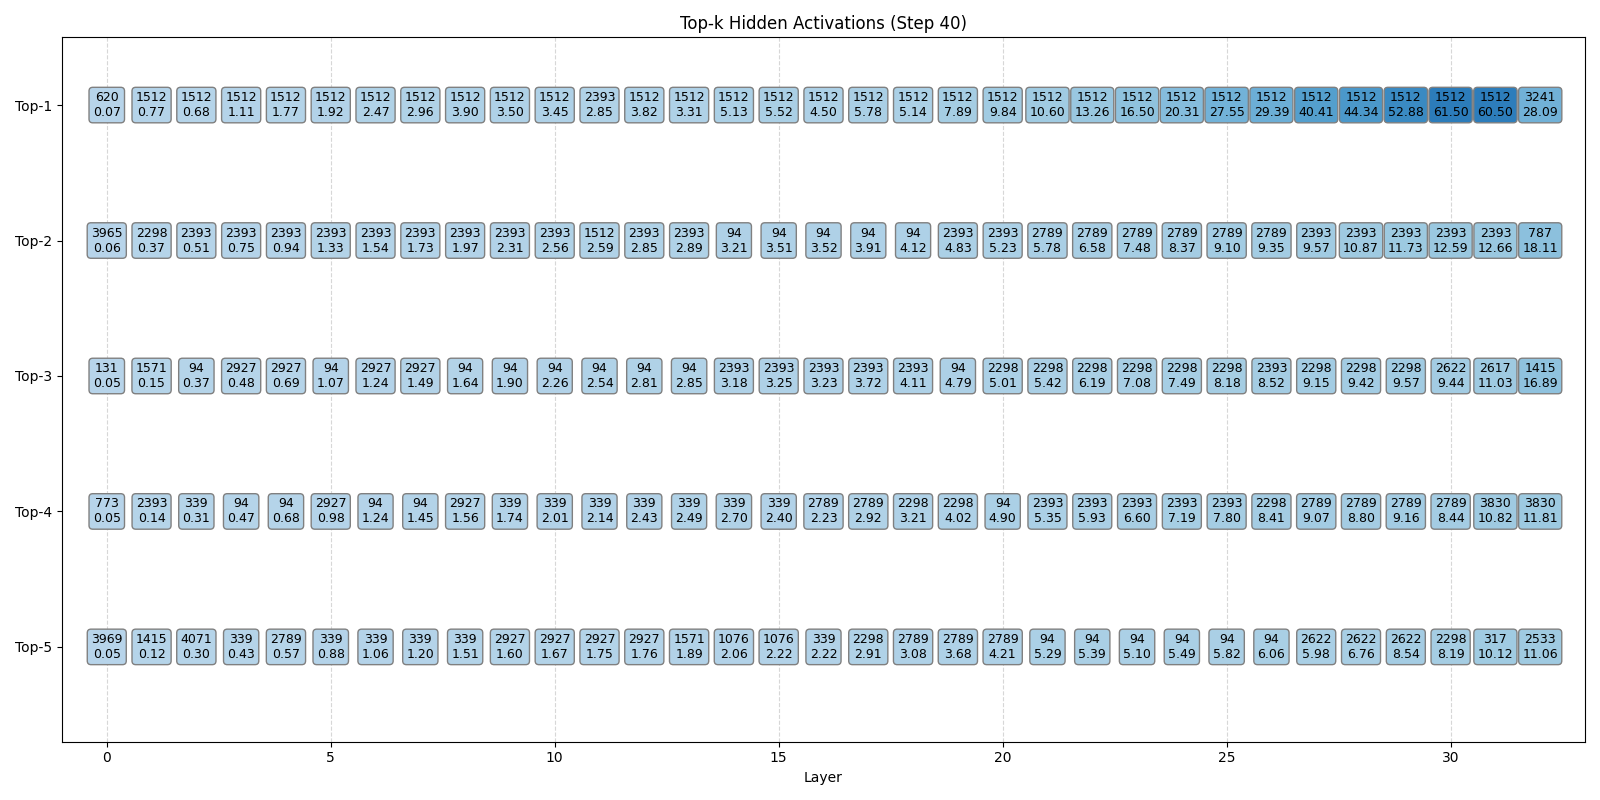 Top-k Hidden Activations (Step 40)
Top-1
620 1512 1512 1512 1512 1512 1512 1512 1512 1512 1512 2393 1512 1512 1512 1512 1512 1512 1512 1512 1512 1512 1512 1512 1512 1512 1512 1512 1512 1512 1512 1512 3241
0.07 0.77 0.68 1.11 1.77 1.92 2.47 2.96 3.90 3.50 3.45 2.85 3.82 3.31 5.13 5.52 4.50 5.78 5.14 7.89 9.84 10.60 13.26 16.50 20.31 27.55 29.39 40.41 44.34 52.88 61.50 60.50 28.09
Top-2
3965 2298 2393 2393 2393 2393 2393 2393 2393 2393 2393 1512 2393 2393 94 94 94 94 94 2393 2393 2789 2789 2789 2789 2789 2789 2393 2393 2393 2393 2393 787
0.06 0.37 0.51 0.75 0.94 1.33 1.54 1.73 1.97 2.31 2.56 2.59 2.85 2.89 3.21 3.51 3.52 3.91 4.12 4.83 5.23 5.78 6.58 7.48 8.37 9.10 9.35 9.57 10.87 11.73 12.59 12.66 18.11
Top-3
131 1571 94 2927 2927 94 2927 2927 94 94 94 94 94 94 2393 2393 2393 2393 2393 94 2298 2298 2298 2298 2298 2298 2393 2298 2298 2298 2622 2617 1415
0.05 0.15 0.37 0.48 0.69 1.07 1.24 1.49 1.64 1.90 2.26 2.54 2.81 2.85 3.18 3.25 3.23 3.72 4.11 4.79 5.01 5.42 6.19 7.08 7.49 8.18 8.52 9.15 9.42 9.57 9.44 11.03 16.89
Top-4
773 2393 339 94 94 2927 94 94 2927 339 339 339 339 339 339 339 2789 2789 2298 2298 94 2393 2393 2393 2393 2393 2298 2789 2789 2789 2789 3830 3830
0.05 0.14 0.31 0.47 0.68 0.98 1.24 1.45 1.56 1.74 2.01 2.14 2.43 2.49 2.70 2.40 2.23 2.92 3.21 4.02 4.90 5.35 5.93 6.60 7.19 7.80 8.41 9.07 8.80 9.16 8.44 10.82 11.81
Top-5
3969 1415 4071 339 2789 339 339 339 339 2927 2927 2927 2927 1571 1076 1076 339 2298 2789 2789 2789 94 94 94 94 94 94 2622 2622 2622 2298 317 2533
0.05 0.12 0.30 0.43 0.57 0.88 1.06 1.20 1.51 1.60 1.67 1.75 1.76 1.89 2.06 2.22 2.22 2.91 3.08 3.68 4.21 5.29 5.39 5.10 5.49 5.82 6.06 5.98 6.76 8.54 8.19 10.12 11.06
0 5 10 15 20 25 30
Layer